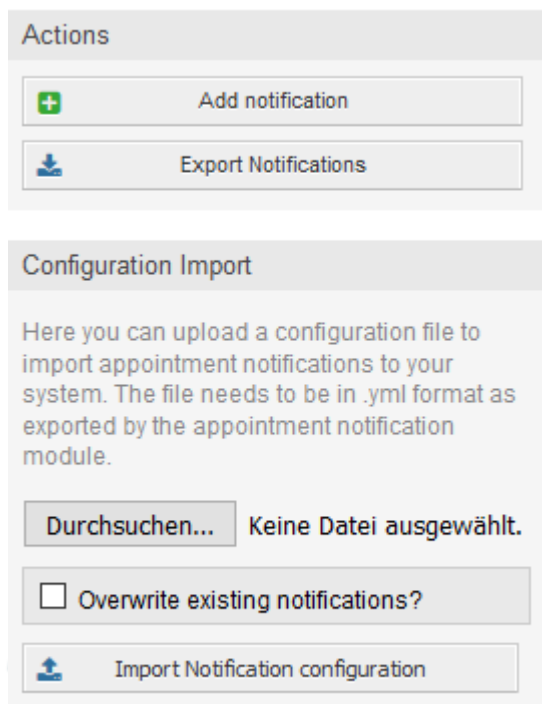 Actions
Add notification
Export Notifications
Configuration Import
Here you can upload a configuration file to
import appointment notifications to your
system. The file needs to be in .yml format as
exported by the appointment notification
module.
Durchsuchen... Keine Datei ausgewählt.
Overwrite existing notifications?
Import Notification configuration